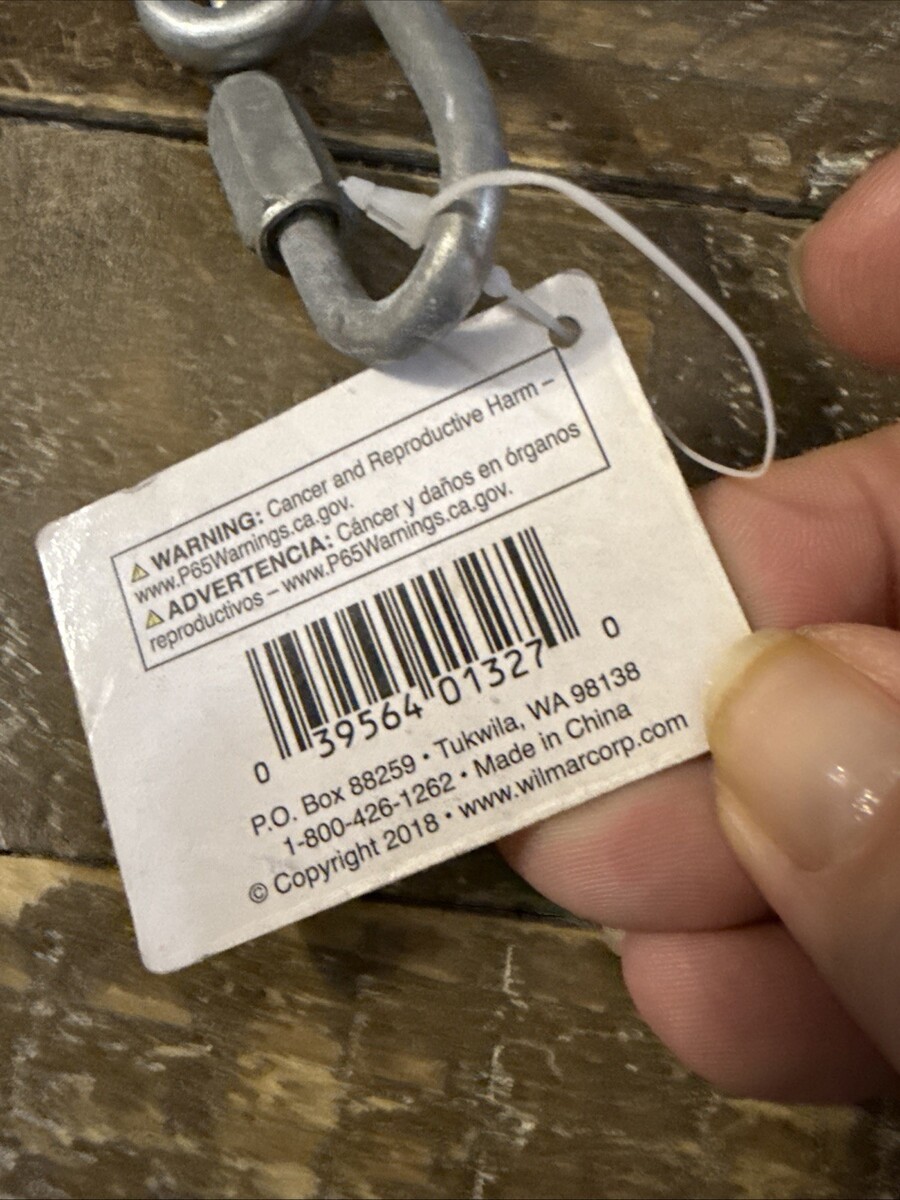 ⚠ WARNING: Cancer and Reproductive Harm –
www.P65Warnings.ca.gov.
⚠ ADVERTENCIA: Cáncer y daños en órganos
reproductivos – www.P65Warnings.ca.gov.
0 39564 01327 0
P.O. Box 88259 • Tukwila, WA 98138
1-800-426-1262 • Made in China
© Copyright 2018 • www.wilmarcorp.com